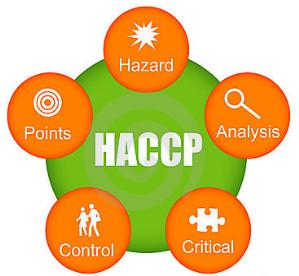 Hazard
Analysis
Critical
Control
Points
HACCP